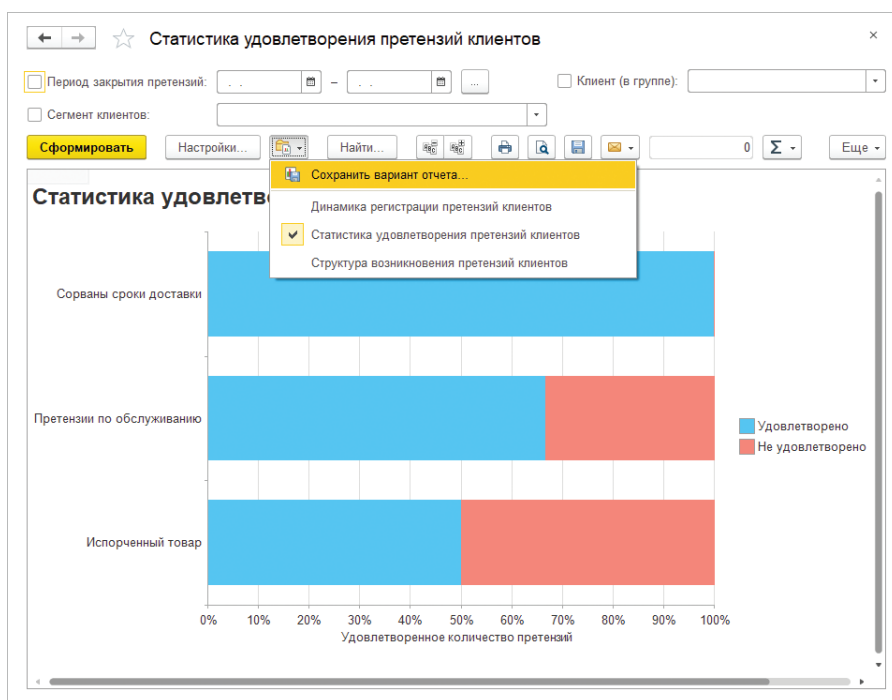 Статистика удовлетворения претензий клиентов
Период закрытия претензий: . . – . . ... Клиент (в группе):
Сегмент клиентов:
Сформировать Настройки... Найти... 0 Σ Еще
Сохранить вариант отчета...
Статистика удовлетв
Динамика регистрации претензий клиентов
Статистика удовлетворения претензий клиентов
Структура возникновения претензий клиентов
Сорваны сроки доставки
Претензии по обслуживанию
Удовлетворено
Не удовлетворено
Испорченный товар
0% 10% 20% 30% 40% 50% 60% 70% 80% 90% 100%
Удовлетворенное количество претензий